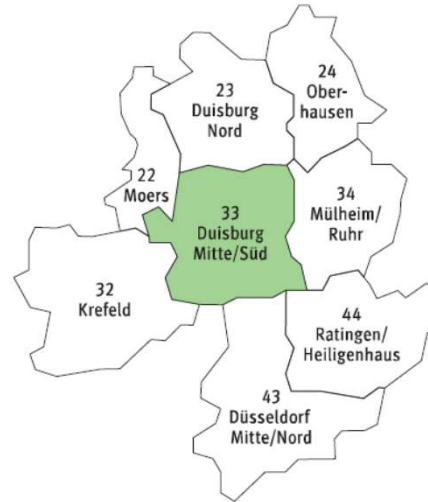 24
Ober-
hausen
23
Duisburg
Nord
22
Moers
33
Duisburg
Mitte/Süd
34
Mülheim/
Ruhr
32
Krefeld
44
Ratingen/
Heiligenhaus
43
Düsseldorf
Mitte/Nord